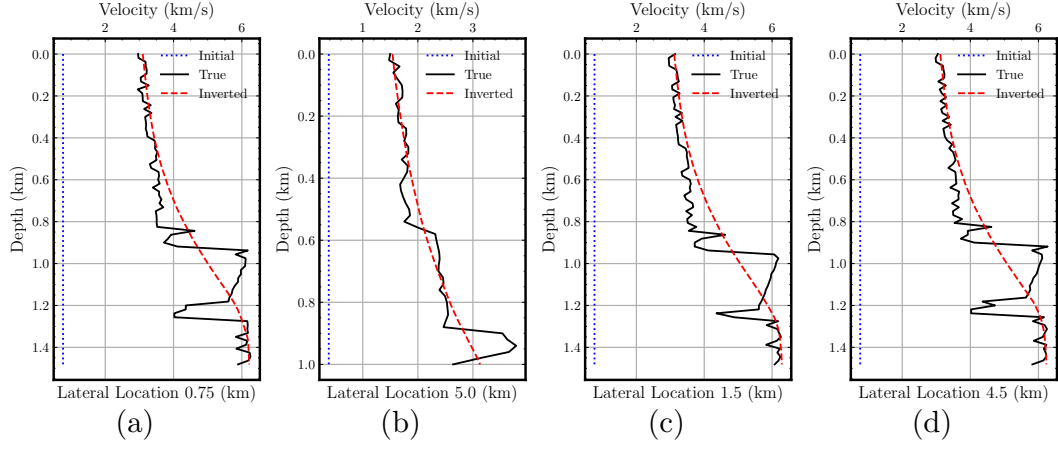 Velocity (km/s)
2 4 6
Depth (km)
0.0
0.2
0.4
0.6
0.8
1.0
1.2
1.4
Initial
True
Inverted
Lateral Location 0.75 (km)
(a)
Velocity (km/s)
1 2 3
Depth (km)
0.0
0.2
0.4
0.6
0.8
1.0
Initial
True
Inverted
Lateral Location 5.0 (km)
(b)
Velocity (km/s)
2 4 6
Depth (km)
0.0
0.2
0.4
0.6
0.8
1.0
1.2
1.4
Initial
True
Inverted
Lateral Location 1.5 (km)
(c)
Velocity (km/s)
2 4 6
Depth (km)
0.0
0.2
0.4
0.6
0.8
1.0
1.2
1.4
Initial
True
Inverted
Lateral Location 4.5 (km)
(d)